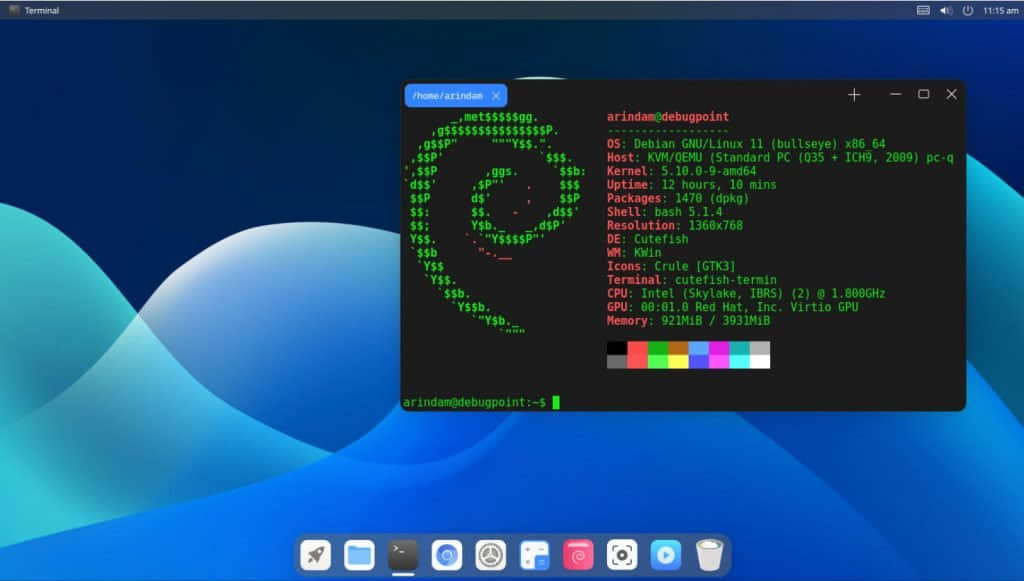 Terminal
11:15 am
/home/arindam
_,met$$$$$gg.
,g$$$$$$$$$$$$$$$P.
,g$$P"     """Y$$.".
,$$P'              `$$$.
',$$P       ,ggs.     `$$b:
`d$$'     ,$P"'   .    $$$
$$P      d$'     ,    $$P
$$:      $$.   -    ,d$$'
$$;      Y$b._   _,d$P'
Y$$.    `.`"Y$$$$P"'
`$$b      "-.__
`Y$$
`Y$$.
`$$b.
`Y$$b.
`"Y$b._
`"""
arindam@debugpoint
------------------
OS: Debian GNU/Linux 11 (bullseye) x86_64
Host: KVM/QEMU (Standard PC (Q35 + ICH9, 2009) pc-q
Kernel: 5.10.0-9-amd64
Uptime: 12 hours, 10 mins
Packages: 1470 (dpkg)
Shell: bash 5.1.4
Resolution: 1360x768
DE: Cutefish
WM: KWin
Icons: Crule [GTK3]
Terminal: cutefish-termin
CPU: Intel (Skylake, IBRS) (2) @ 1.800GHz
GPU: 00:01.0 Red Hat, Inc. Virtio GPU
Memory: 921MiB / 3931MiB
arindam@debugpoint:~$